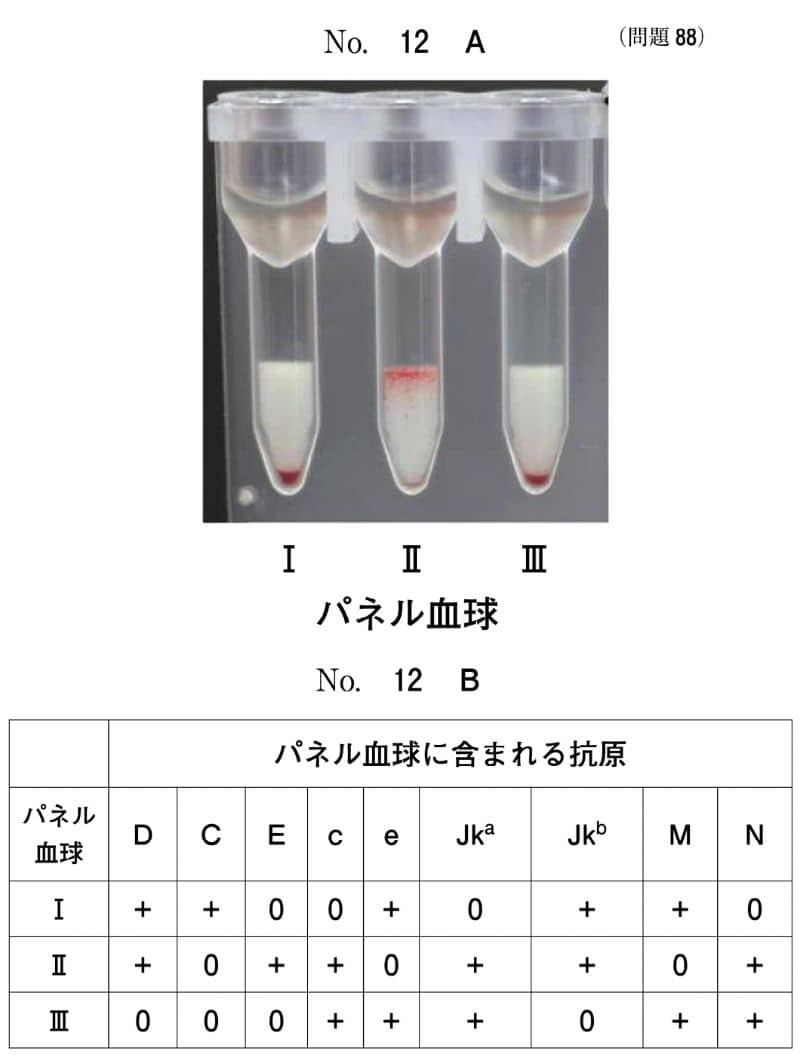 No. 12 A
(問題 88)
Ⅰ Ⅱ Ⅲ
パネル血球
No. 12 B
パネル血球に含まれる抗原
パネル血球 D C E c e Jkª Jkᵇ M N
Ⅰ + + 0 0 + 0 + + 0
Ⅱ + 0 + + 0 + + 0 +
Ⅲ 0 0 0 + + + 0 + +